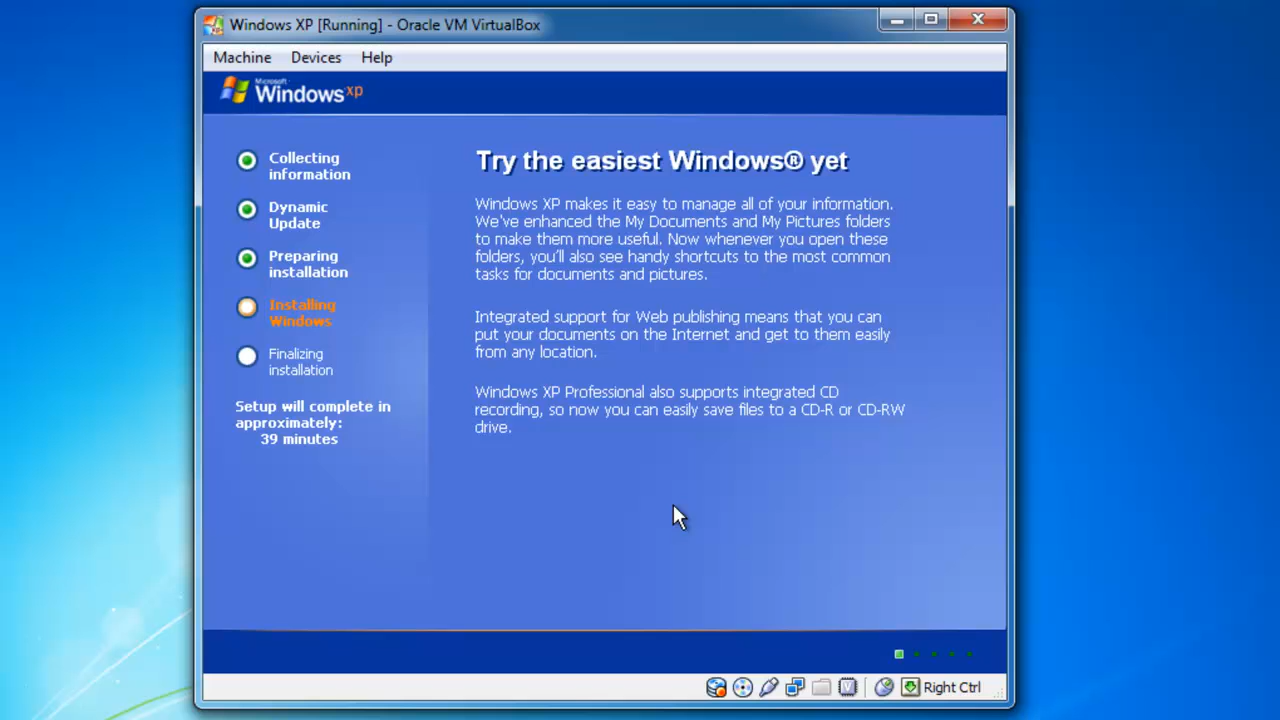 Windows XP [Running] - Oracle VM VirtualBox
Machine Devices Help
Microsoft
Windows xp
Collecting
information
Dynamic
Update
Preparing
installation
Installing
Windows
Finalizing
installation
Setup will complete in
approximately:
39 minutes
Try the easiest Windows® yet
Windows XP makes it easy to manage all of your information.
We've enhanced the My Documents and My Pictures folders
to make them more useful. Now whenever you open these
folders, you'll also see handy shortcuts to the most common
tasks for documents and pictures.
Integrated support for Web publishing means that you can
put your documents on the Internet and get to them easily
from any location.
Windows XP Professional also supports integrated CD
recording, so now you can easily save files to a CD-R or CD-RW
drive.
Right Ctrl